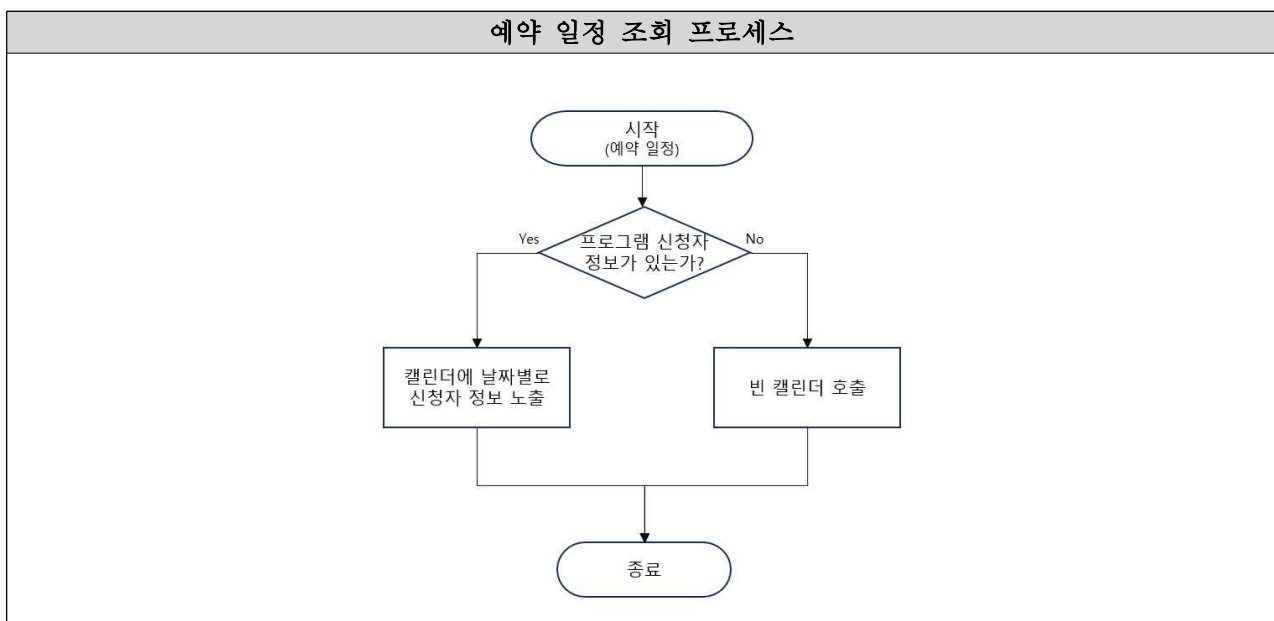 예약 일정 조회 프로세스
시작
(예약 일정)
프로그램 신청자
정보가 있는가?
Yes
No
캘린더에 날짜별로
신청자 정보 노출
빈 캘린더 호출
종료